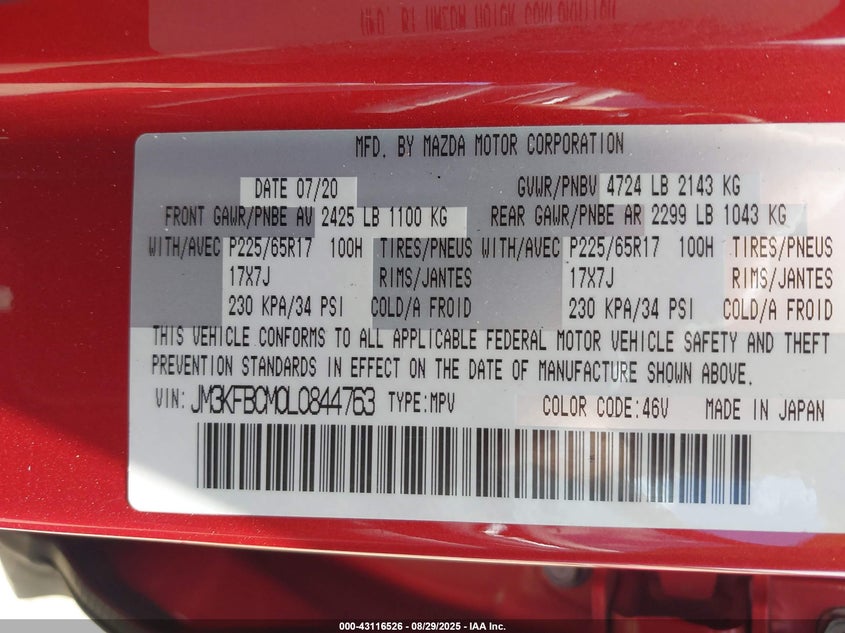 MFD. BY MAZDA MOTOR CORPORATION
DATE 07/20 GVWR/PNBV 4724 LB 2143 KG
FRONT GAWR/PNBE AV 2425 LB 1100 KG REAR GAWR/PNBE AR 2299 LB 1043 KG
WITH/AVEC P225/65R17 100H TIRES/PNEUS WITH/AVEC P225/65R17 100H TIRES/PNEUS
17X7J RIMS/JANTES 17X7J RIMS/JANTES
230 KPA/34 PSI COLD/A FROID 230 KPA/34 PSI COLD/A FROID
THIS VEHICLE CONFORMS TO ALL APPLICABLE FEDERAL MOTOR VEHICLE SAFETY AND THEFT
PREVENTION STANDARDS IN EFFECT ON THE DATE OF MANUFACTURE SHOWN ABOVE.
VIN: JM3KFBCM0L0844763 TYPE:MPV COLOR CODE:46V MADE IN JAPAN
000-43116526 - 08/29/2025 - IAA Inc.